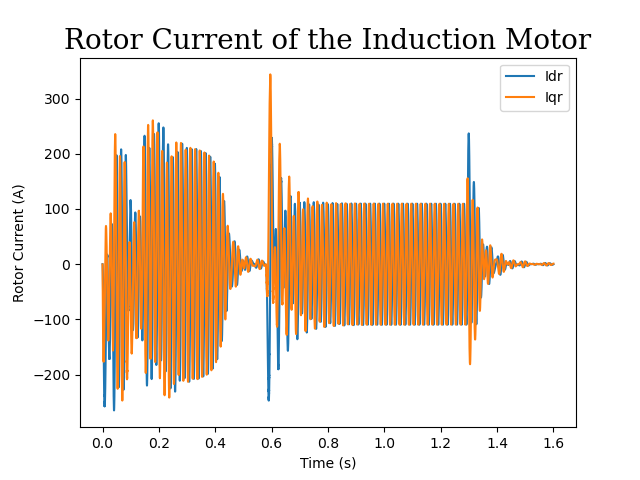 Rotor Current of the Induction Motor
Idr
Iqr
300
200
100
0
−100
−200
Rotor Current (A)
0.0 0.2 0.4 0.6 0.8 1.0 1.2 1.4 1.6
Time (s)